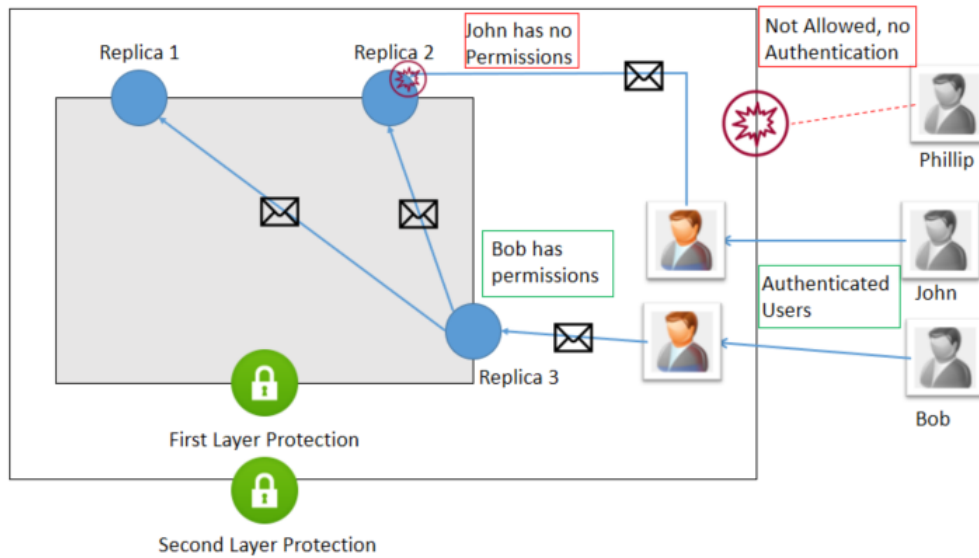 Replica 1
Replica 2
John has no
Permissions
Not Allowed, no
Authentication
Phillip
Bob has
permissions
Authenticated
Users
John
Replica 3
Bob
First Layer Protection
Second Layer Protection